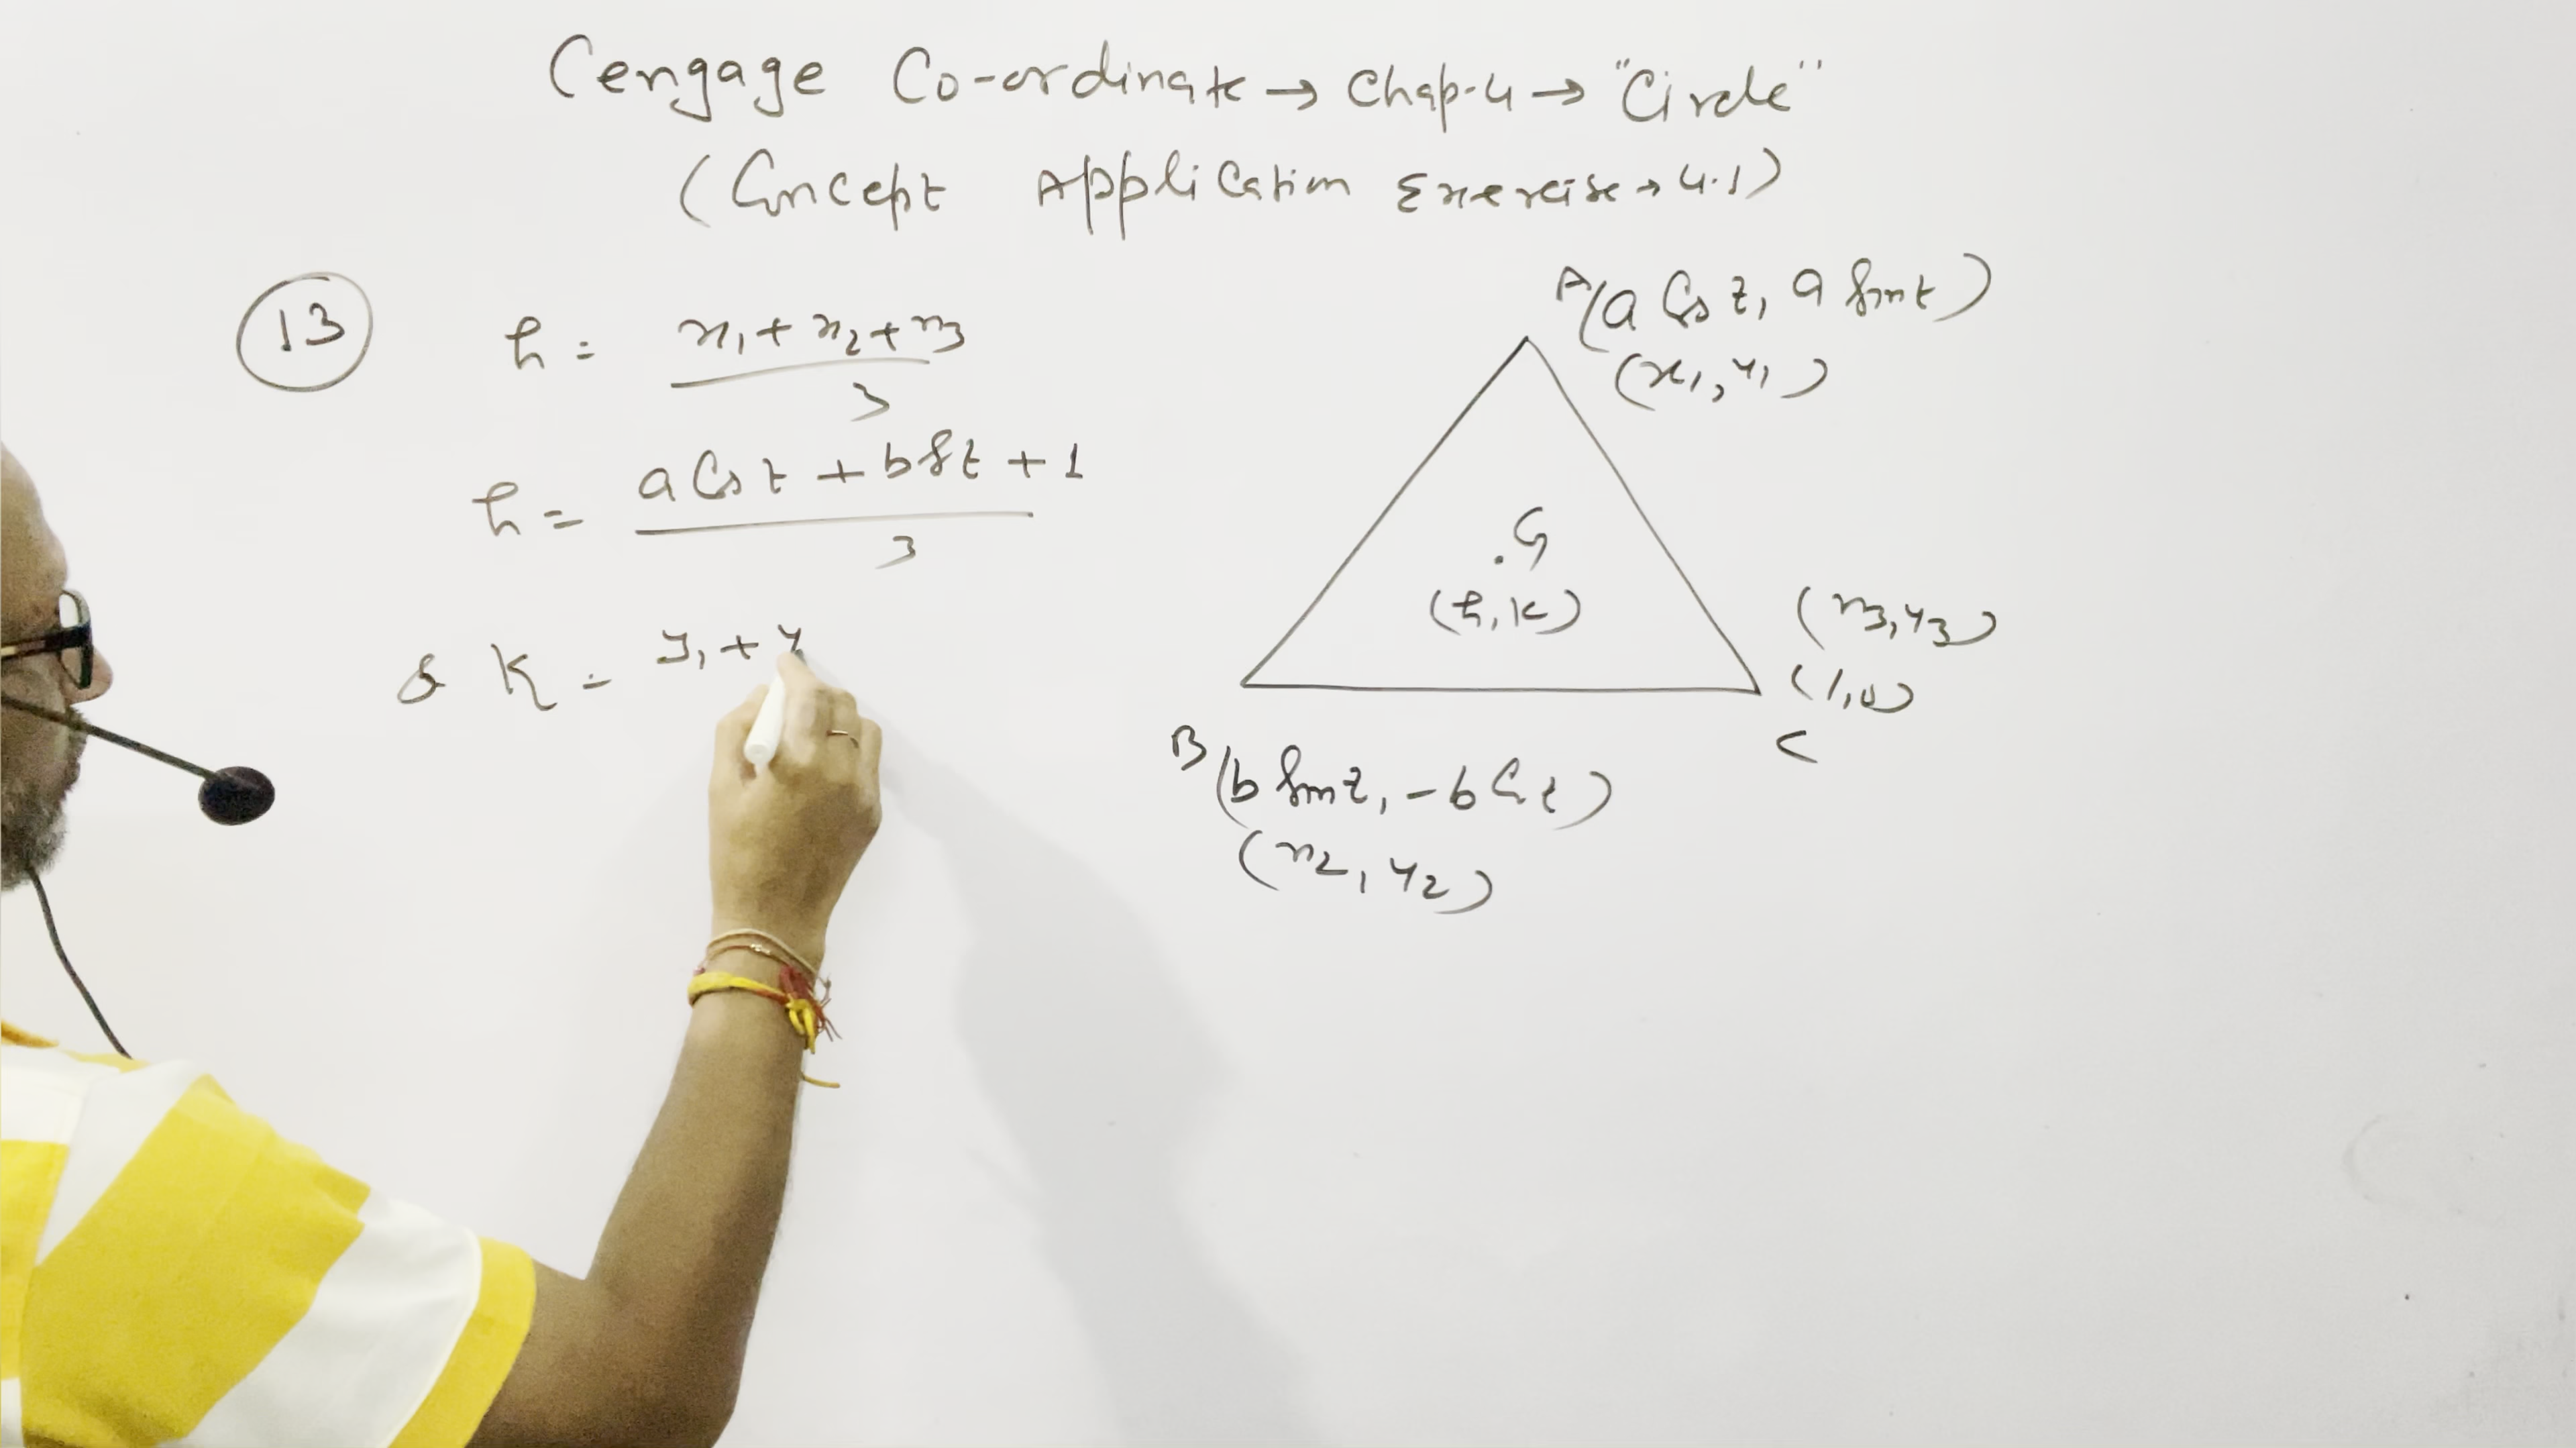 Cengage Co-ordinate → Chap-4 → "Circle"
(Concept Application Exercise → 4.1)
13
h = x₁ + x₂ + x₃
3
h = a Cos t + b S t + 1
3
& K = y₁ + y
A(a Cos t, a Sin t)
(x₁, y₁)
.G
(h, k)
(x₃, y₃)
(1, 0)
C
B(b Sin t, -b Cos t)
(x₂, y₂)